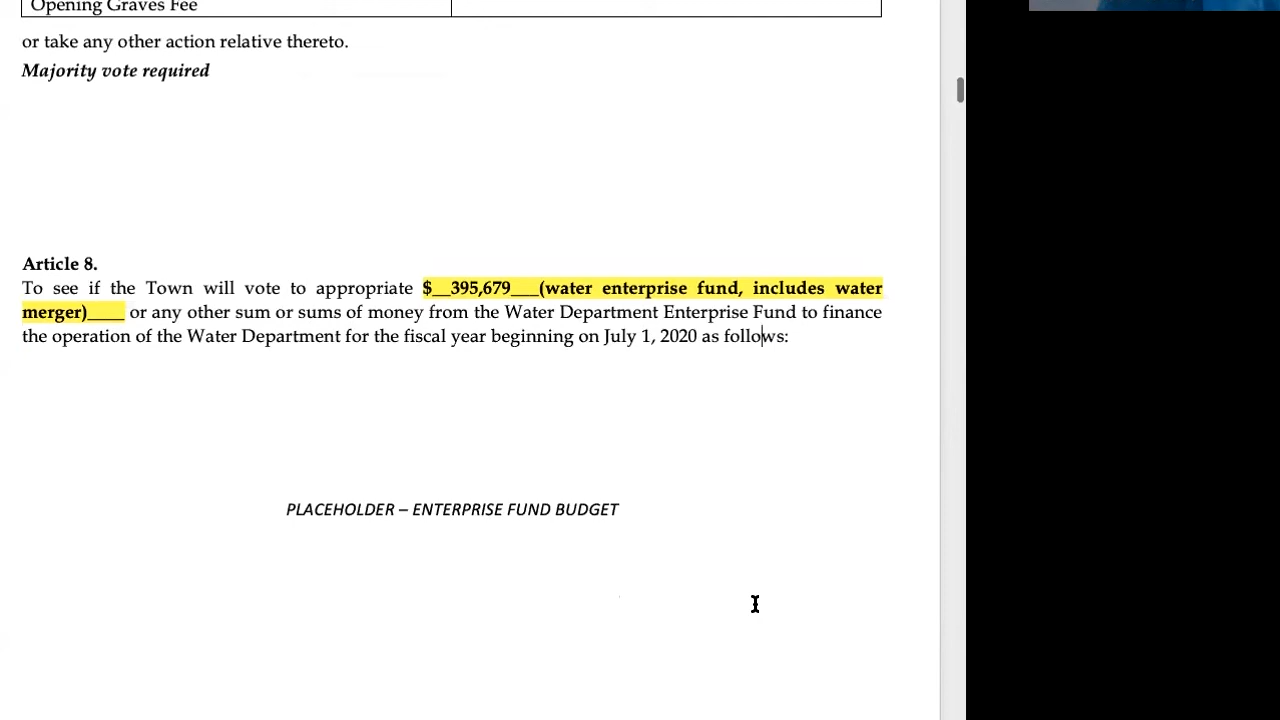 Opening Graves Fee
or take any other action relative thereto.
Majority vote required
Article 8.
To see if the Town will vote to appropriate $__395,679___(water enterprise fund, includes water
merger)____ or any other sum or sums of money from the Water Department Enterprise Fund to finance
the operation of the Water Department for the fiscal year beginning on July 1, 2020 as follows:
PLACEHOLDER – ENTERPRISE FUND BUDGET